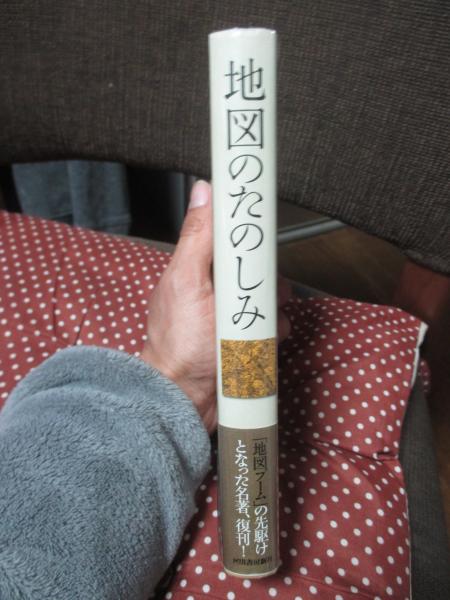 地図のたのしみ
「地図ブーム」の先駆け
となった名著、復刊！
河出書房新社